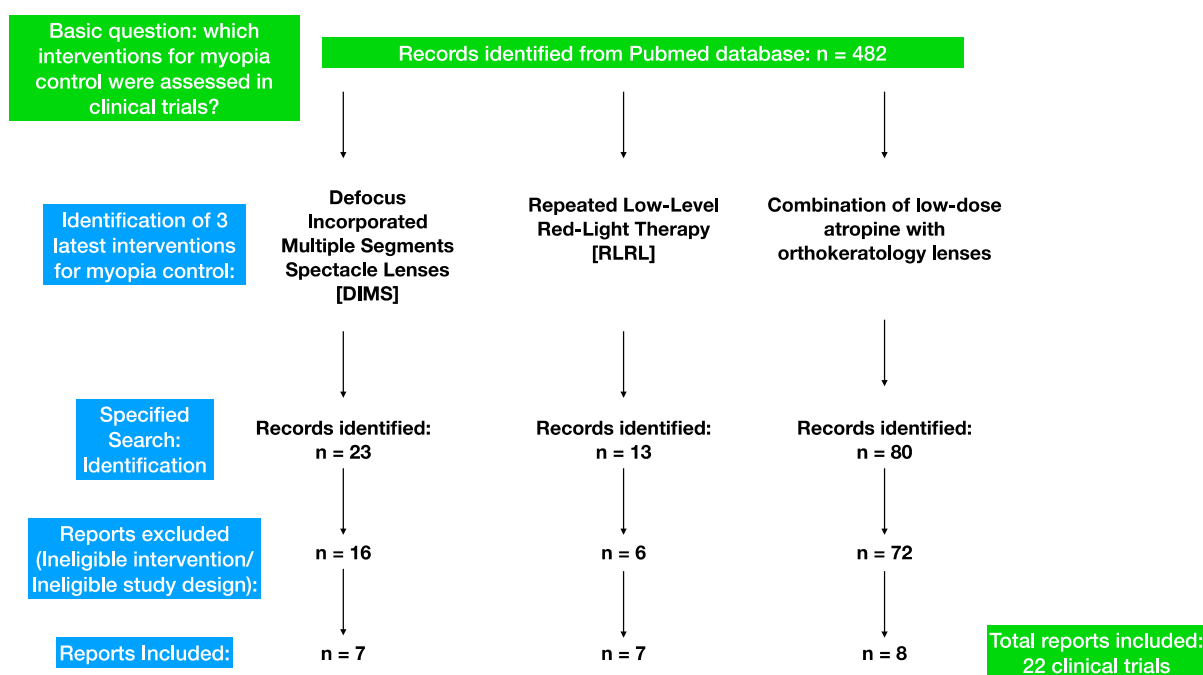 Basic question: which
interventions for myopia
control were assessed in
clinical trials?
Records identified from Pubmed database: n = 482
Identification of 3
latest interventions
for myopia control:
Defocus
Incorporated
Multiple Segments
Spectacle Lenses
[DIMS]
Repeated Low-Level
Red-Light Therapy
[RLRL]
Combination of low-dose
atropine with
orthokeratology lenses
Specified
Search:
Identification
Records identified:
n = 23
Records identified:
n = 13
Records identified:
n = 80
Reports excluded
(Ineligible intervention/
Ineligible study design):
n = 16
n = 6
n = 72
Reports Included:
n = 7
n = 7
n = 8
Total reports included:
22 clinical trials